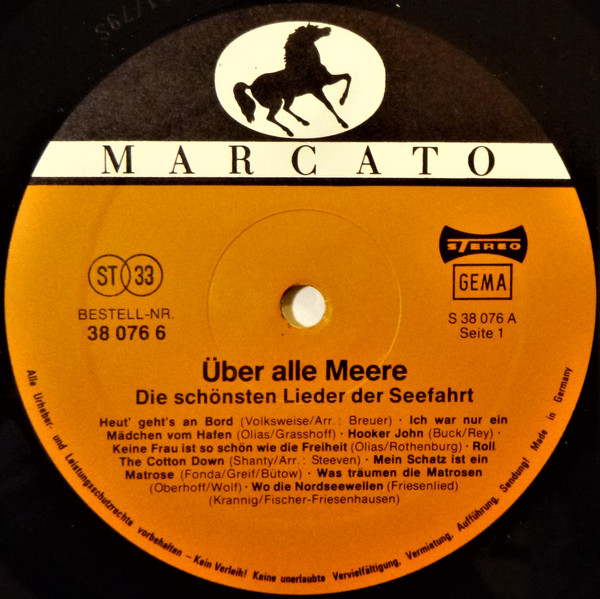 MARCATO
ST 33
STEREO
GEMA
BESTELL-NR.
38 076 6
S 38 076 A
Seite 1
Über alle Meere
Die schönsten Lieder der Seefahrt
Heut' geht's an Bord (Volksweise/Arr.: Breuer) · Ich war nur ein
Mädchen vom Hafen (Olias/Grasshoff) · Hooker John (Buck/Rey) ·
Keine Frau ist so schön wie die Freiheit (Olias/Rothenburg) · Roll
The Cotton Down (Shanty/Arr.: Steeven) · Mein Schatz ist ein
Matrose (Fonda/Greif/Bütow) · Was träumen die Matrosen
(Oberhoff/Wolf) · Wo die Nordseewellen (Friesenlied)
(Krannig/Fischer-Friesenhausen)
Alle Urheber- und Leistungsschutzrechte vorbehalten – Kein Verleih! Keine unerlaubte Vervielfältigung, Vermietung, Aufführung, Sendung! Made in Germany